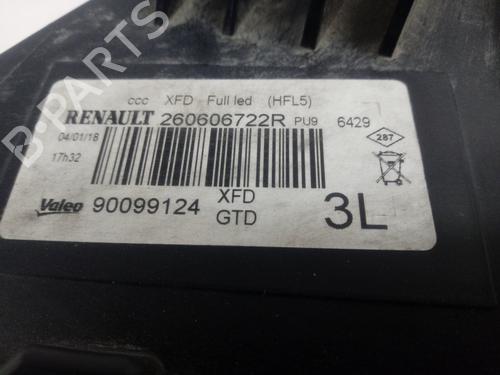 ccc XFD Full led (HFL5)
RENAULT 260606722R PU9 6429
04/01/18
17h32
287
Valeo 90099124 XFD
GTD
3L
B-PARTS